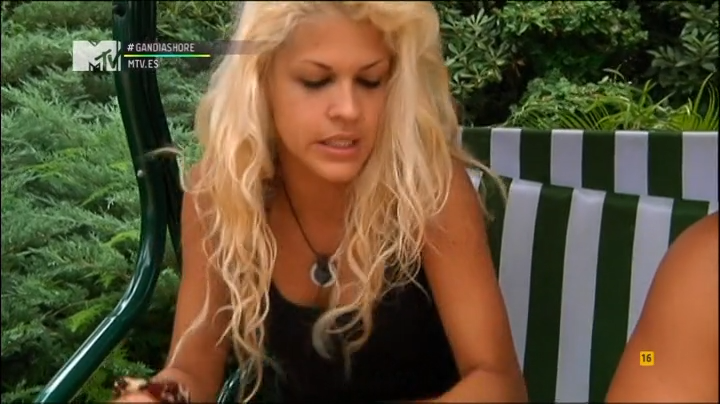 MTV
#GANDIASHORE
MTV.ES
16